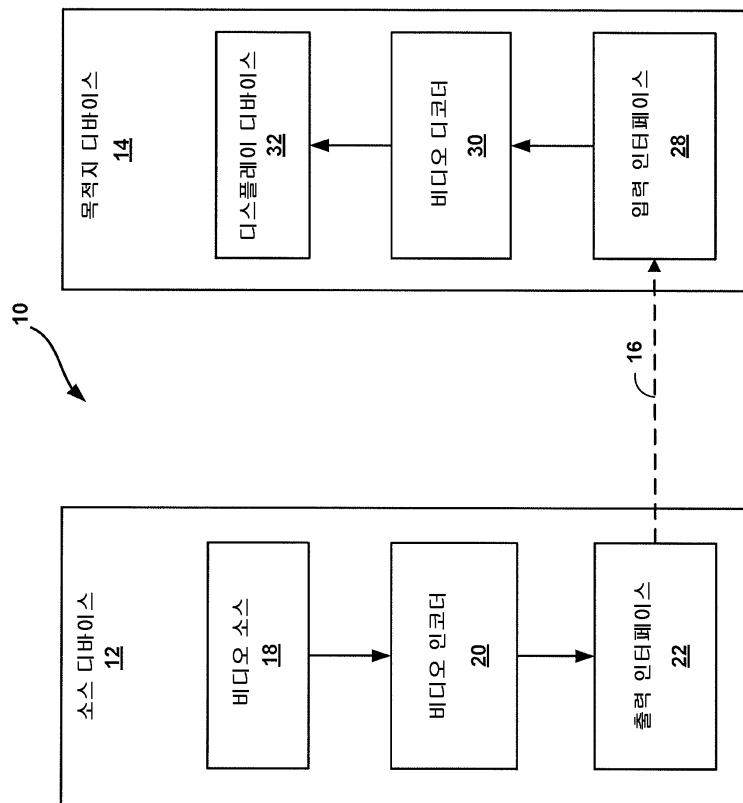 10
소스 디바이스
12
비디오 소스
18
비디오 인코더
20
출력 인터페이스
22
16
목적지 디바이스
14
디스플레이 디바이스
32
비디오 디코더
30
입력 인터페이스
28